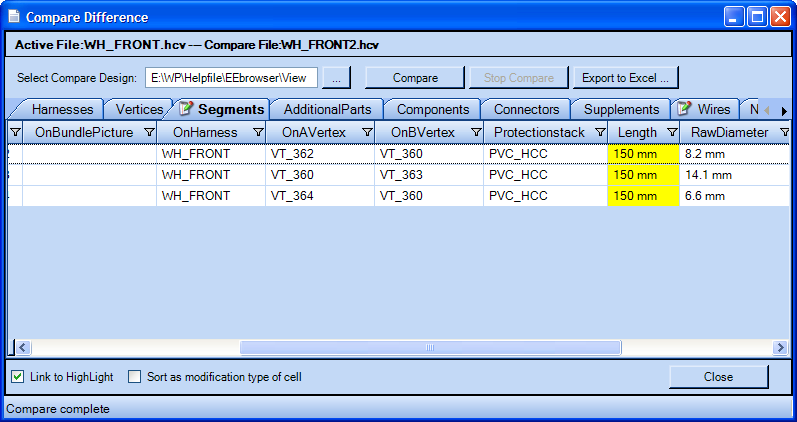 Compare Difference
Active File:WH_FRONT.hcv --- Compare File:WH_FRONT2.hcv
Select Compare Design: E:\WP\Helpfile\EEbrowser\View ... Compare Stop Compare Export to Excel ...
Harnesses Vertices Segments AdditionalParts Components Connectors Supplements Wires N
OnBundlePicture OnHarness OnAVertex OnBVertex Protectionstack Length RawDiameter
WH_FRONT VT_362 VT_360 PVC_HCC 150 mm 8.2 mm
WH_FRONT VT_360 VT_363 PVC_HCC 150 mm 14.1 mm
WH_FRONT VT_364 VT_360 PVC_HCC 150 mm 6.6 mm
Link to HighLight Sort as modification type of cell Close
Compare complete